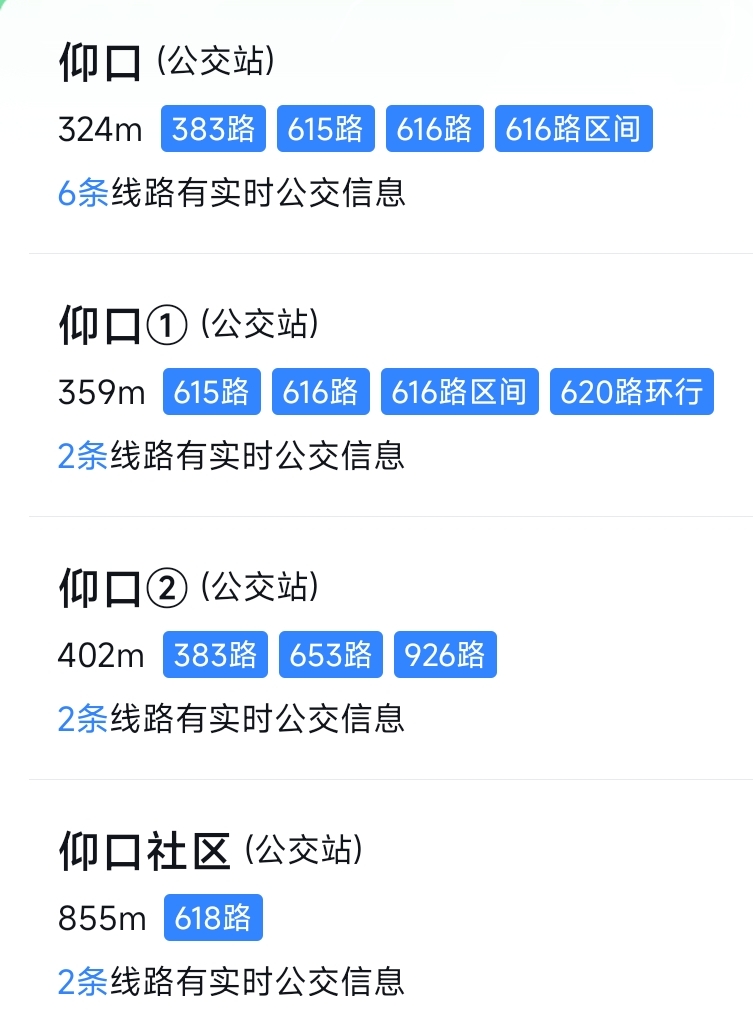 仰口 (公交站)
324m 383路 615路 616路 616路区间
6条线路有实时公交信息
仰口① (公交站)
359m 615路 616路 616路区间 620路环行
2条线路有实时公交信息
仰口② (公交站)
402m 383路 653路 926路
2条线路有实时公交信息
仰口社区 (公交站)
855m 618路
2条线路有实时公交信息